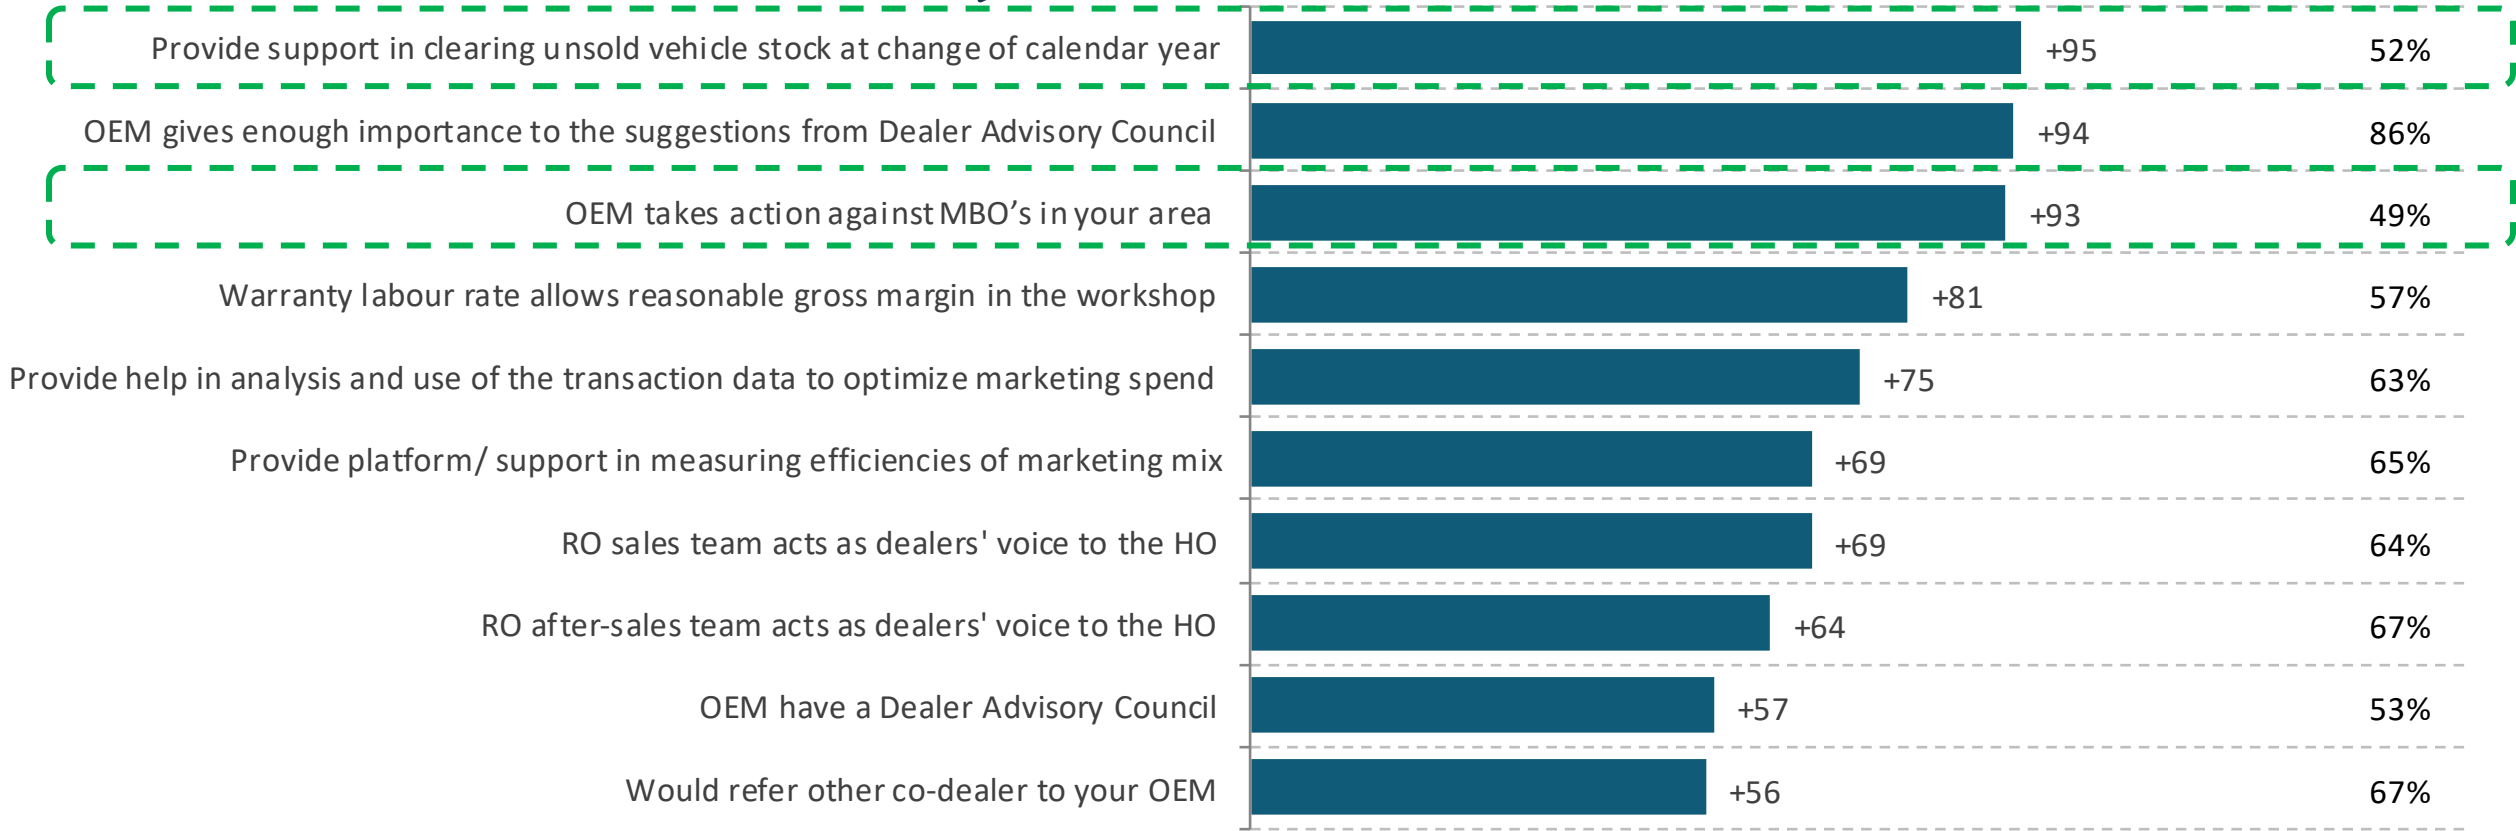 Provide support in clearing unsold vehicle stock at change of calendar year +95 52%
OEM gives enough importance to the suggestions from Dealer Advisory Council +94 86%
OEM takes action against MBO’s in your area +93 49%
Warranty labour rate allows reasonable gross margin in the workshop +81 57%
Provide help in analysis and use of the transaction data to optimize marketing spend +75 63%
Provide platform/ support in measuring efficiencies of marketing mix +69 65%
RO sales team acts as dealers' voice to the HO +69 64%
RO after-sales team acts as dealers' voice to the HO +64 67%
OEM have a Dealer Advisory Council +57 53%
Would refer other co-dealer to your OEM +56 67%